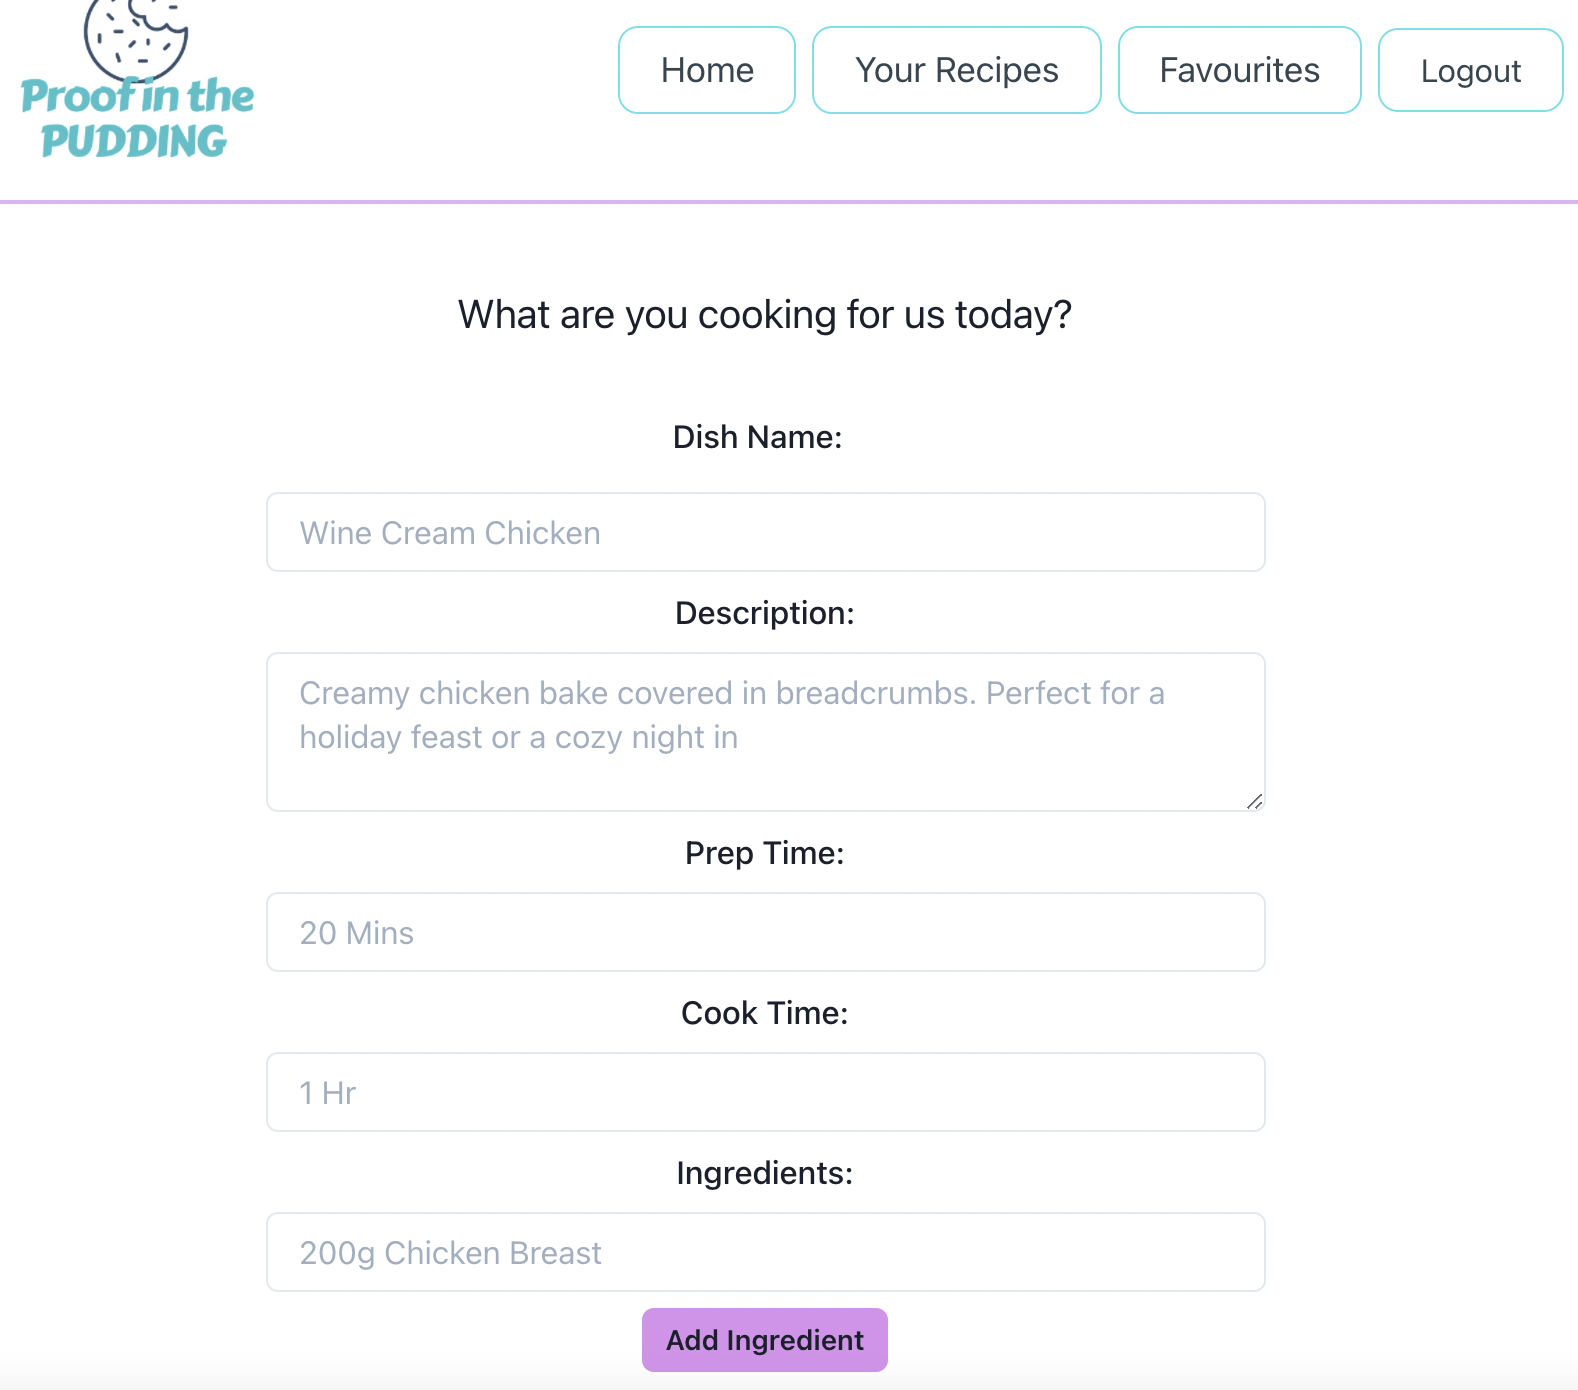 Proof in the
PUDDING
Home
Your Recipes
Favourites
Logout
What are you cooking for us today?
Dish Name:
Wine Cream Chicken
Description:
Creamy chicken bake covered in breadcrumbs. Perfect for a
holiday feast or a cozy night in
Prep Time:
20 Mins
Cook Time:
1 Hr
Ingredients:
200g Chicken Breast
Add Ingredient